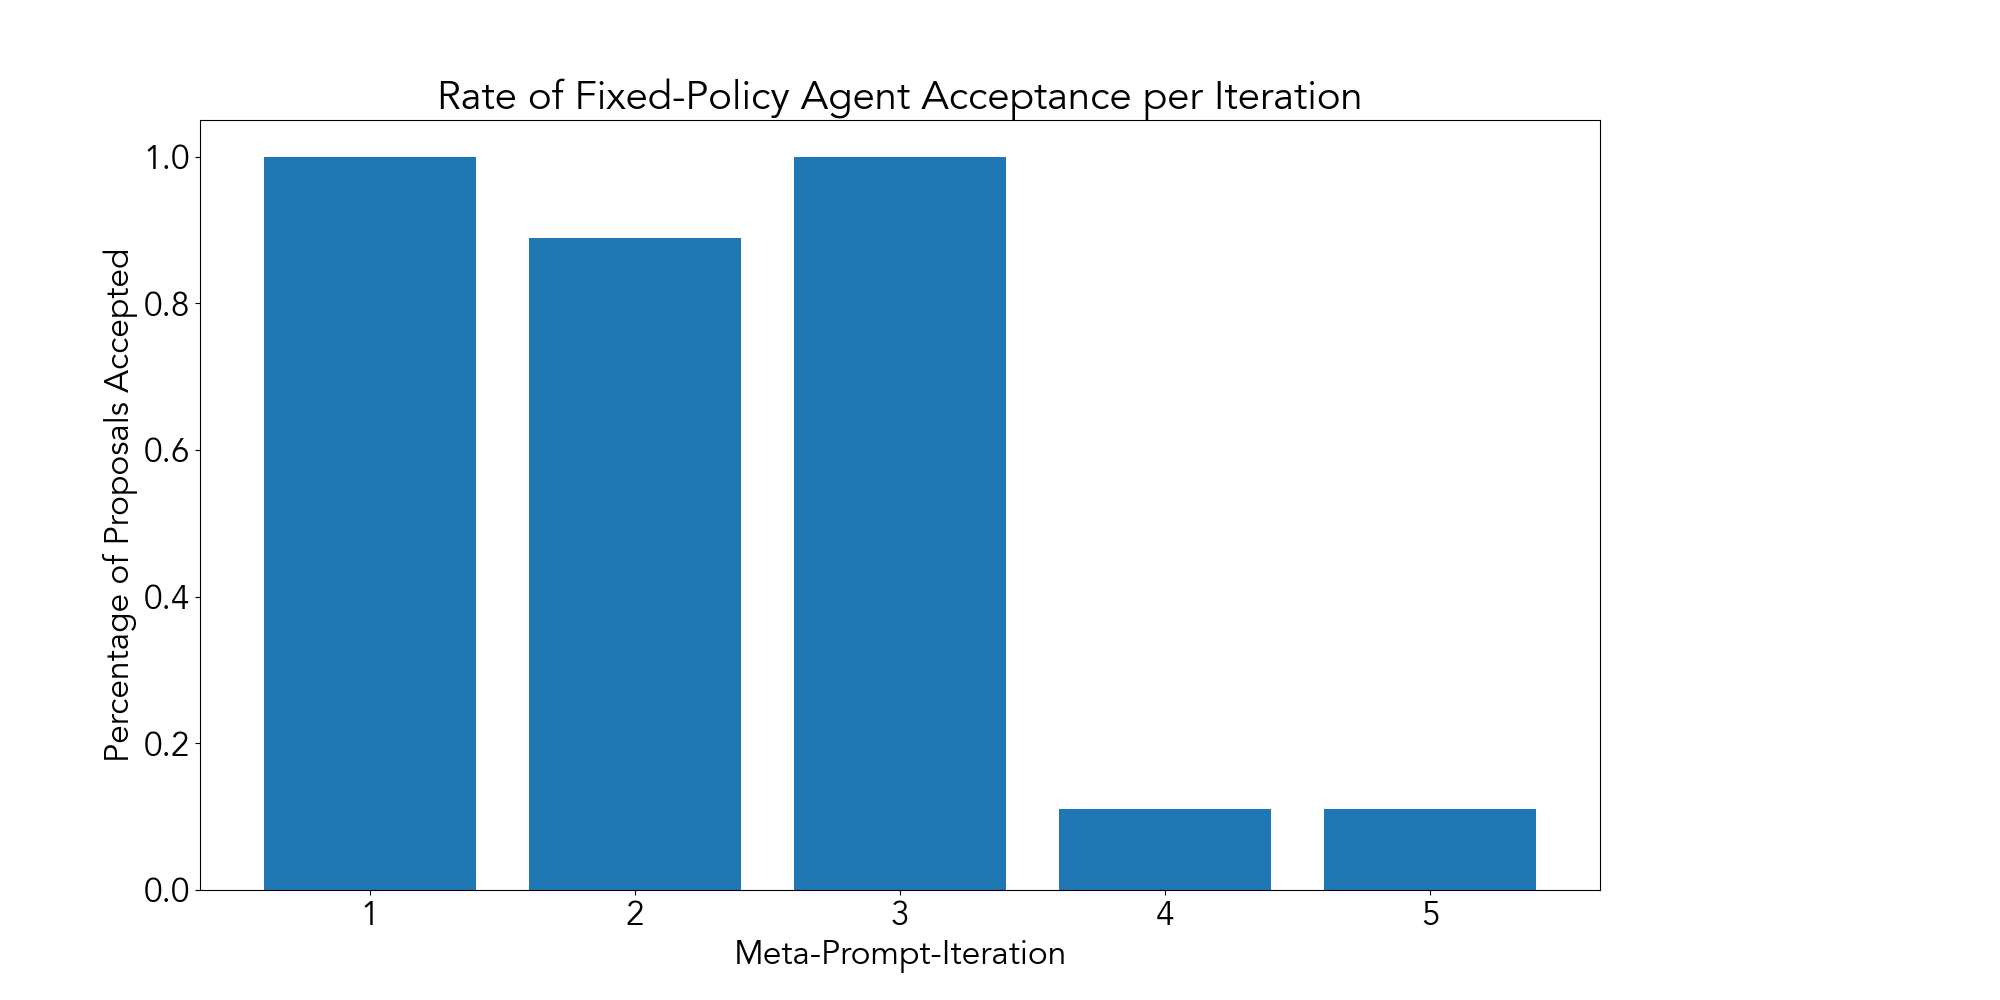 Rate of Fixed-Policy Agent Acceptance per Iteration
Percentage of Proposals Accepted
1.0
0.8
0.6
0.4
0.2
0.0
1 2 3 4 5
Meta-Prompt-Iteration